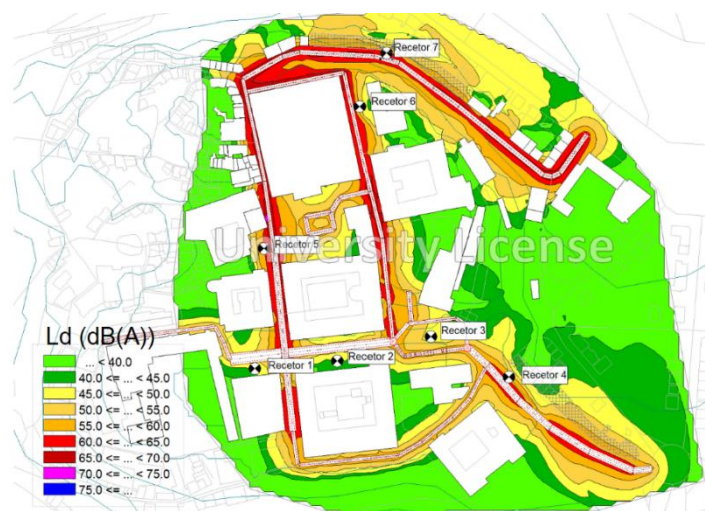 Recetor 7
Recetor 6
University License
Recetor 5
Ld (dB(A))
Recetor 3
Recetor 2
Recetor 1
Recetor 4
... < 40.0
40.0 <= ... < 45.0
45.0 <= ... < 50.0
50.0 <= ... < 55.0
55.0 <= ... < 60.0
60.0 <= ... < 65.0
65.0 <= ... < 70.0
70.0 <= ... < 75.0
75.0 <= ...